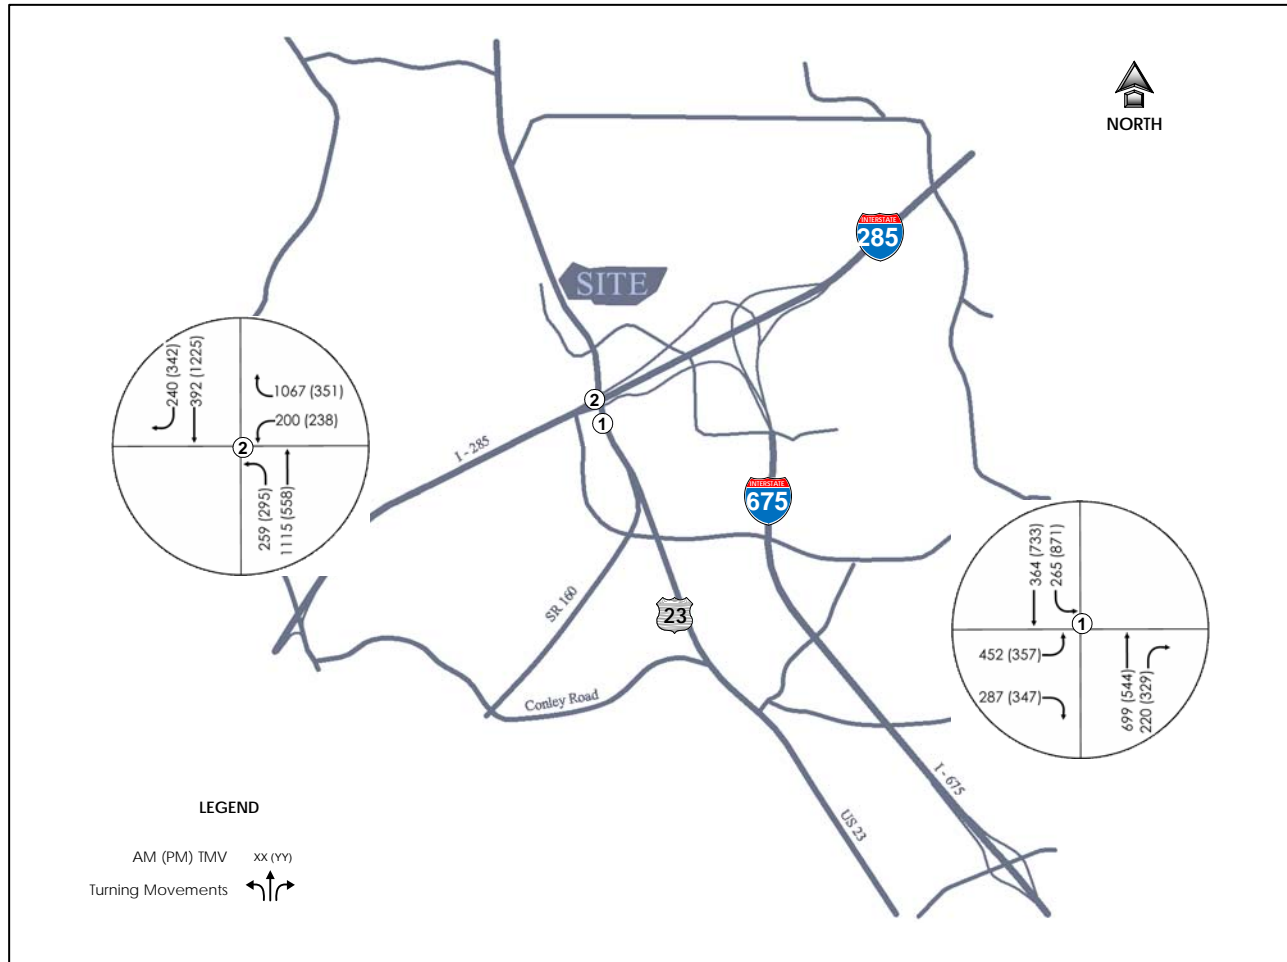 NORTH
INTERSTATE
285
SITE
240 (342)
392 (1225)
1067 (351)
200 (238)
2
259 (295)
1115 (558)
2
1
I - 285
INTERSTATE
675
364 (733)
265 (871)
1
452 (357)
287 (347)
699 (544)
220 (329)
SR 160
23
Conley Road
I - 675
US 23
LEGEND
AM (PM) TMV XX (YY)
Turning Movements